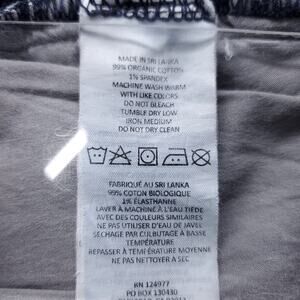 MADE IN SRI LANKA
99% ORGANIC COTTON
1% SPANDEX
MACHINE WASH WARM
WITH LIKE COLORS
DO NOT BLEACH
TUMBLE DRY LOW
IRON MEDIUM
DO NOT DRY CLEAN
FABRIQUÉ AU SRI LANKA
99% COTON BIOLOGIQUE
1% ÉLASTHANNE
LAVER À MACHINE À L'EAU TIÈDE
AVEC DES COULEURS SIMILAIRES
NE PAS UTILISER D'EAU DE JAVEL
SÉCHAGE PAR CULBUTAGE À BASSE
TEMPÉRATURE
REPASSER À TEMPÉRATURE MOYENNE
NE PAS NETTOYER À SEC
RN 124977
PO BOX 130430